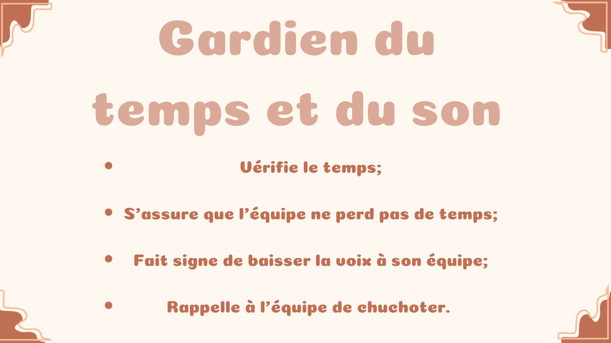 Gardien du
temps et du son
• Vérifie le temps;
• S'assure que l'équipe ne perd pas de temps;
• Fait signe de baisser la voix à son équipe;
• Rappelle à l'équipe de chuchoter.